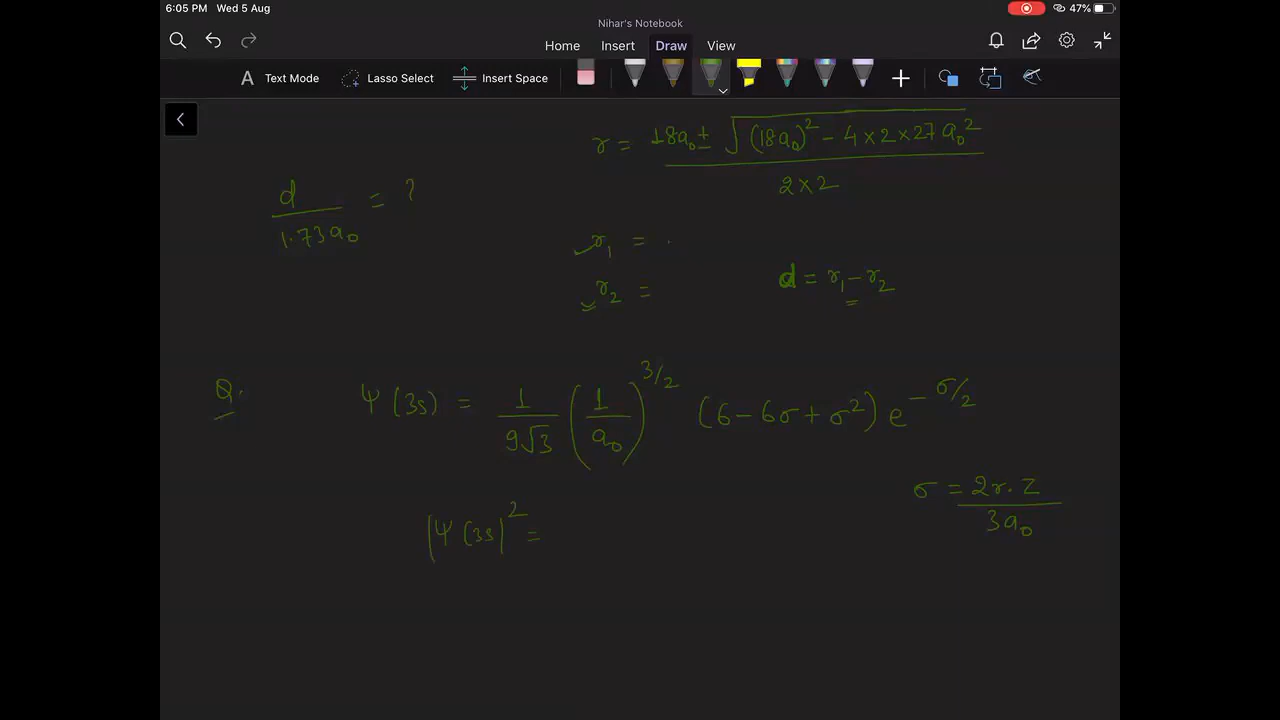 6:05 PM Wed 5 Aug
47%
Nihar's Notebook
Home Insert Draw View
Text Mode Lasso Select Insert Space
r = 18a₀ ± √((18a₀)² − 4×2×27a₀²) / 2×2
d / 1.73a₀ = ?
r₁ =
r₂ =
d = r₁ − r₂
Q.
Ψ(3s) = 1/9√3 (1/a₀)^3/2 (6 − 6σ + σ²) e^−σ/2
σ = 2r.Z / 3a₀
|Ψ(3s)|² =